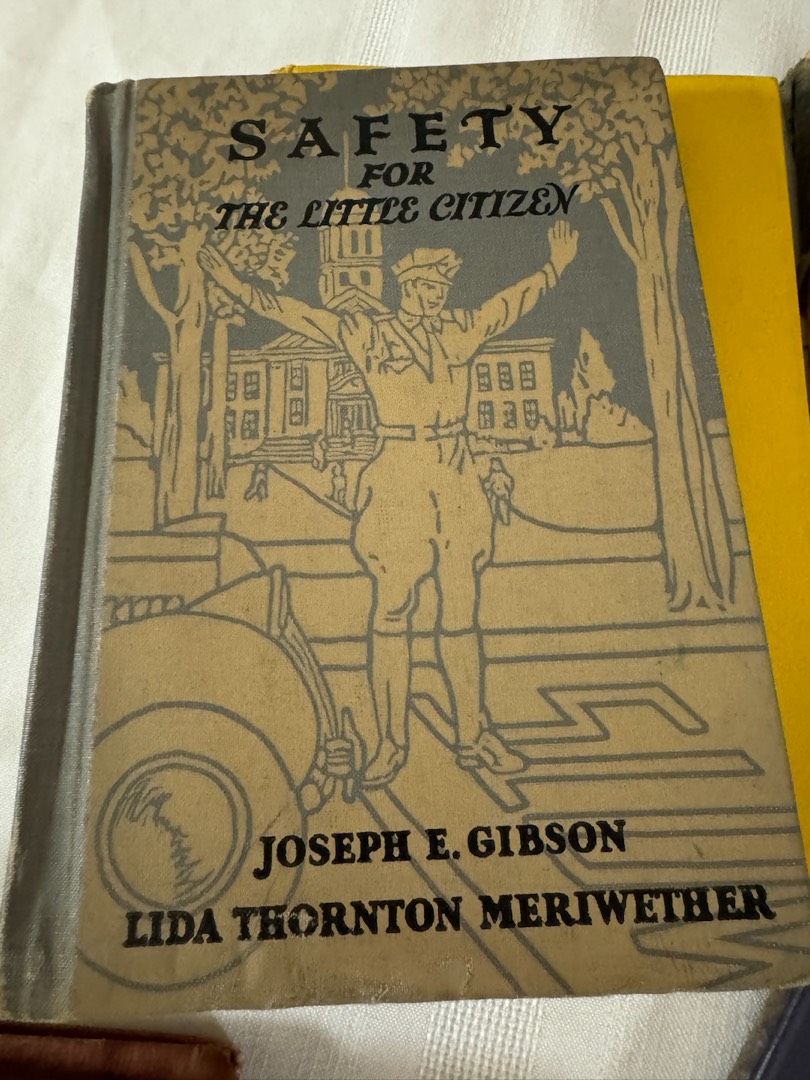 SAFETY
FOR
THE LITTLE CITIZEN
JOSEPH E. GIBSON
LIDA THORNTON MERIWETHER